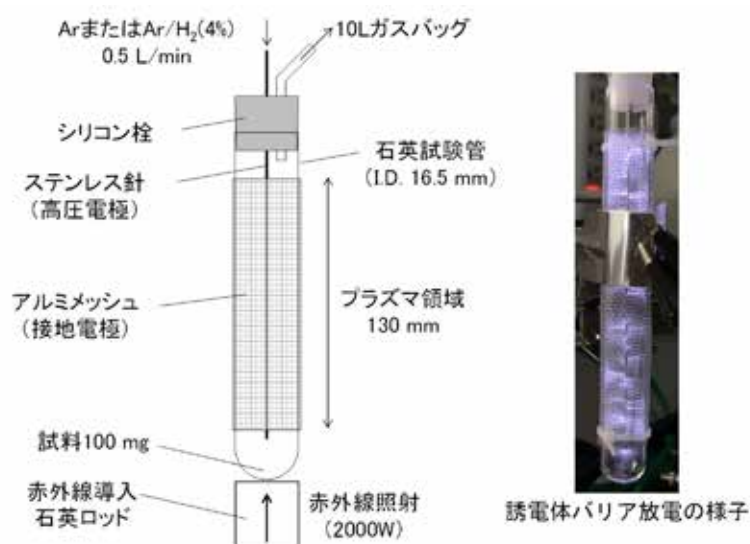 ArまたはAr/H₂(4%)
0.5 L/min
10Lガスバッグ
シリコン栓
石英試験管
(I.D. 16.5 mm)
ステンレス針
(高圧電極)
アルミメッシュ
(接地電極)
プラズマ領域
130 mm
試料100 mg
赤外線導入
石英ロッド
赤外線照射
(2000W)
誘電体バリア放電の様子